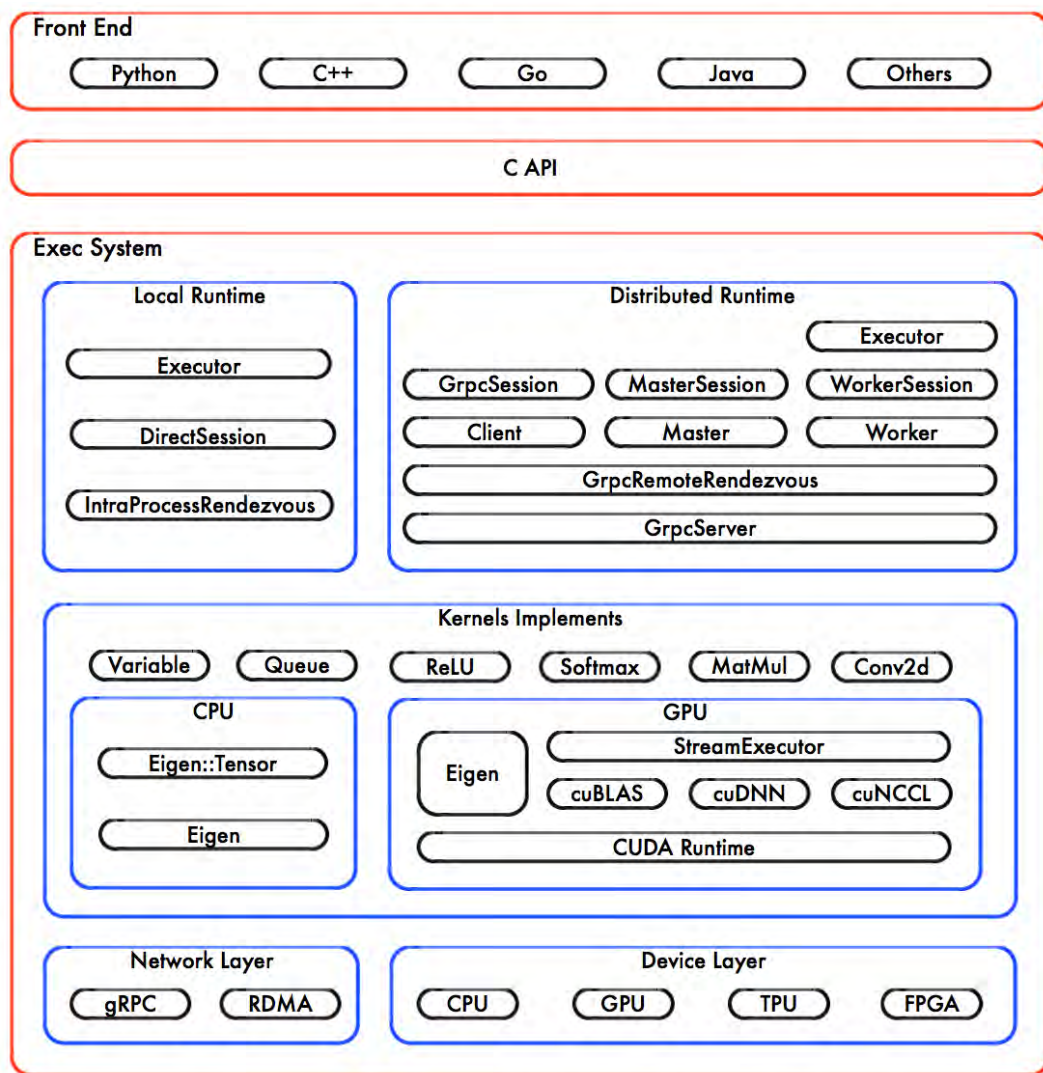 Front End
Python C++ Go Java Others
C API
Exec System
Local Runtime
Executor
DirectSession
IntraProcessRendezvous
Distributed Runtime
Executor
GrpcSession MasterSession WorkerSession
Client Master Worker
GrpcRemoteRendezvous
GrpcServer
Kernels Implements
Variable Queue ReLU Softmax MatMul Conv2d
CPU
Eigen::Tensor
Eigen
GPU
Eigen
StreamExecutor
cuBLAS cuDNN cuNCCL
CUDA Runtime
Network Layer
gRPC RDMA
Device Layer
CPU GPU TPU FPGA